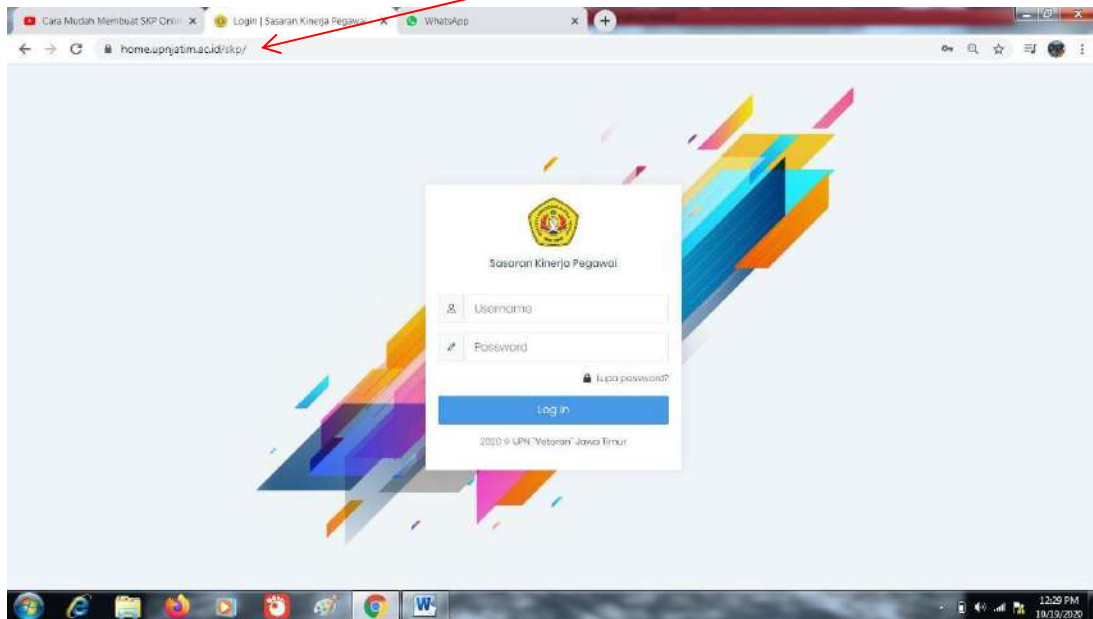 Cara Mudah Membuat SKP Onli
Login | Sasaran Kinerja Pegawai
WhatsApp
home.upnjatim.ac.id/skp/
Sasaran Kinerja Pegawai
Username
Password
Lupa password?
Log In
2020 © UPN "Veteran" Jawa Timur
12:29 PM
10/19/2020